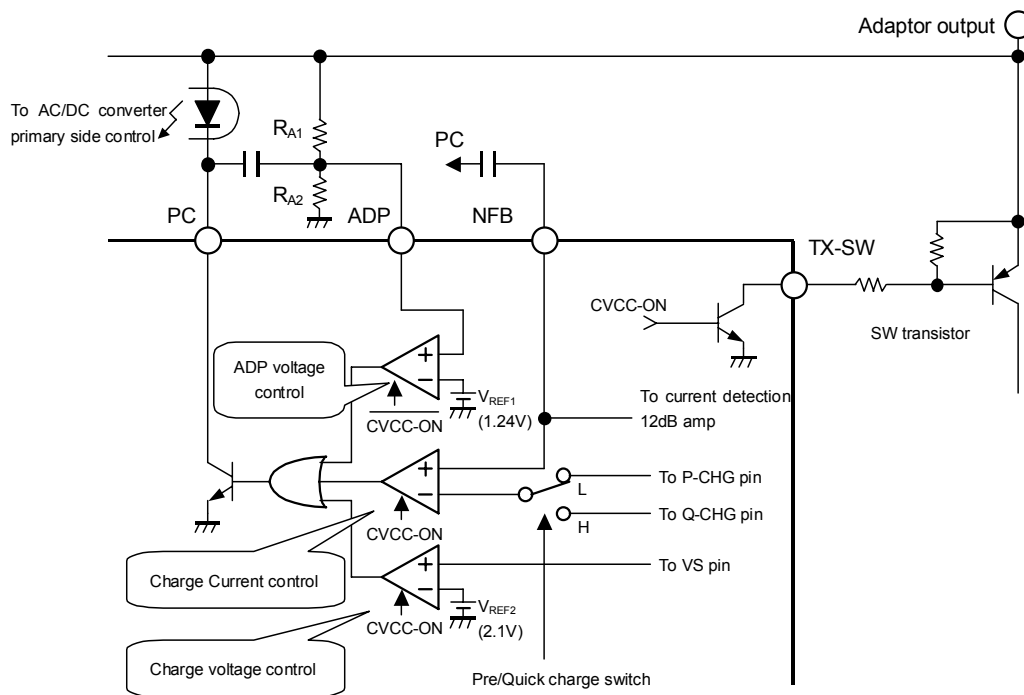 Adaptor output
To AC/DC converter
primary side control
RA1
RA2
PC
PC
ADP
NFB
TX-SW
CVCC-ON
SW transistor
ADP voltage
control
VREF1
(1.24V)
CVCC-ON
To current detection
12dB amp
To P-CHG pin
L
To Q-CHG pin
H
CVCC-ON
Charge Current control
To VS pin
VREF2
(2.1V)
CVCC-ON
Charge voltage control
Pre/Quick charge switch
+
−
+
−
+
−